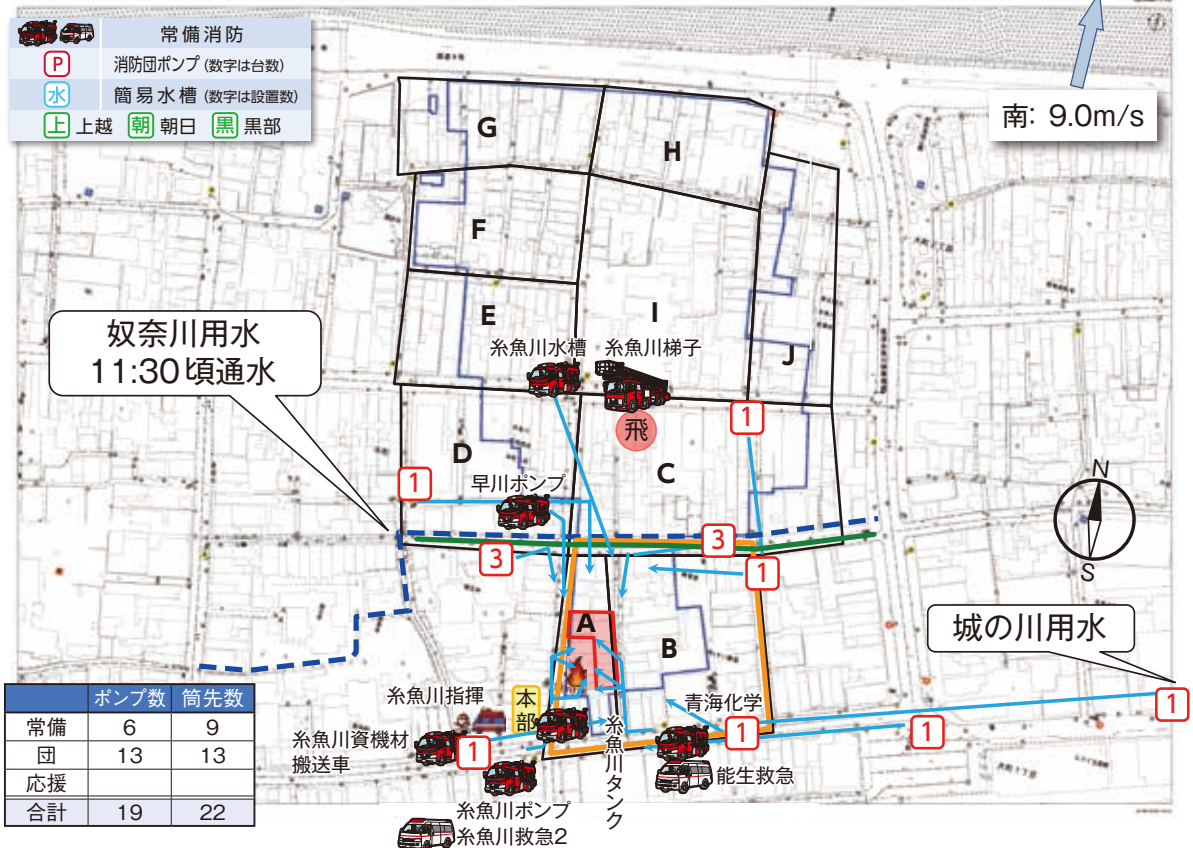 常備消防
P 消防団ポンプ (数字は台数)
水 簡易水槽 (数字は設置数)
上 上越 朝 朝日 黒 黒部
南: 9.0m/s
G
H
F
E
I
J
奴奈川用水
11:30頃通水
糸魚川水槽
糸魚川梯子
飛
1
D
C
1
早川ポンプ
N
S
3
3
1
A
B
城の川用水
糸魚川指揮
本部
青海化学
1
1
1
1
糸魚川資機材
搬送車
糸魚川タンク
能生救急
糸魚川ポンプ
糸魚川救急2
ポンプ数 筒先数
常備 6 9
団 13 13
応援
合計 19 22